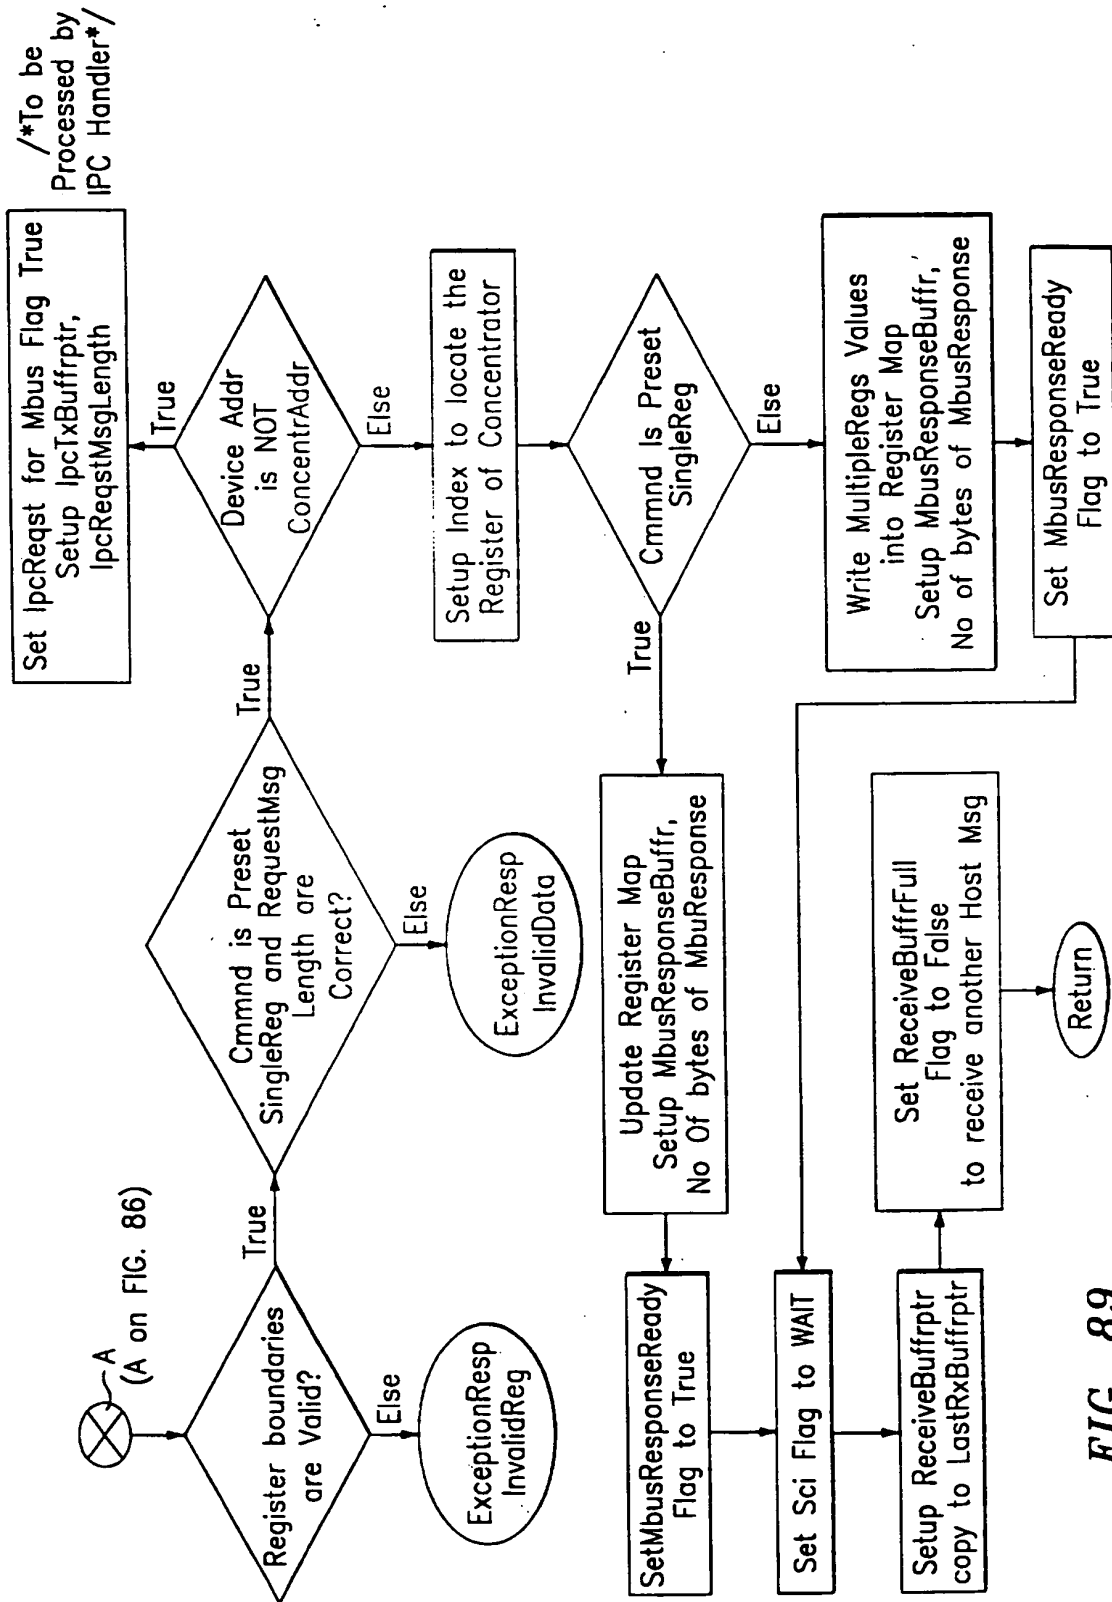 A
(A on FIG. 86)
Register boundaries
are Valid?
True
Else
ExceptionResp
InvalidReg
Cmmnd is Preset
SingleReg and RequestMsg
Length are
Correct?
True
Else
ExceptionResp
InvalidData
Device Addr
is NOT
ConcentrAddr
True
Else
Set IpcReqst for Mbus Flag True
Setup IpcTxBuffrptr,
IpcReqstMsgLength
/*To be
Processed by
IPC Handler*/
Setup Index to locate the
Register of Concentrator
Cmmnd Is Preset
SingleReg
True
Else
Update Register Map
Setup MbusResponseBuffr,
No Of bytes of MbuResponse
Write MultipleRegs Values
into Register Map
Setup MbusResponseBuffr,
No of bytes of MbusResponse
SetMbusResponseReady
Flag to True
Set MbusResponseReady
Flag to True
Set Sci Flag to WAIT
Setup ReceiveBuffrptr
copy to LastRxBuffrptr
Set ReceiveBuffrFull
Flag to False
to receive another Host Msg
Return
FIG. 89